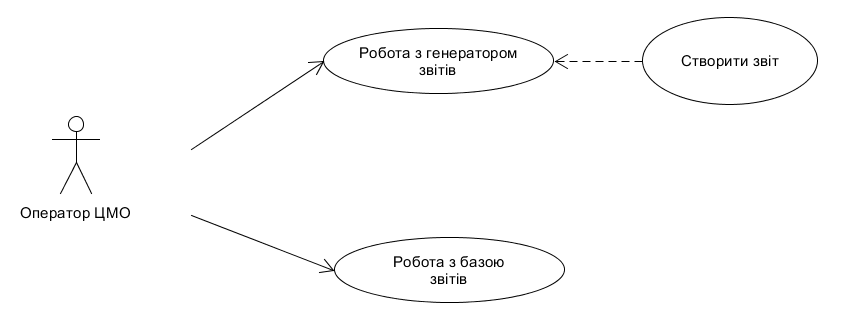 Робота з генератором
звітів
Створити звіт
Оператор ЦМО
Робота з базою
звітів